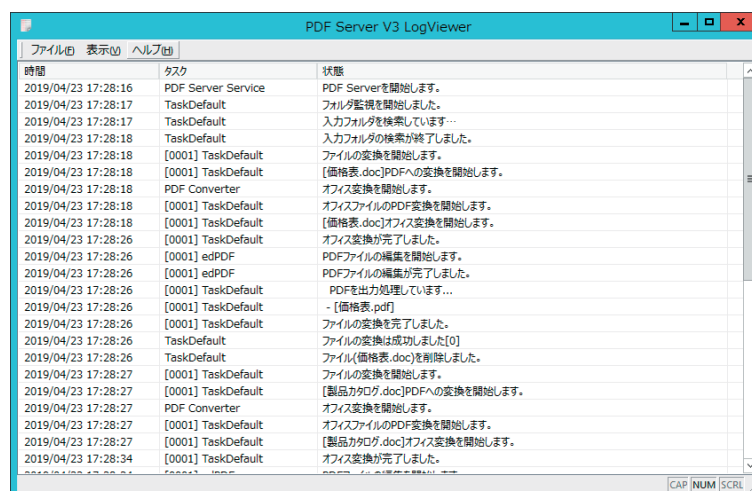 PDF Server V3 LogViewer
ファイル(F) 表示(V) ヘルプ(H)
時間 タスク 状態
2019/04/23 17:28:16 PDF Server Service PDF Serverを開始します。
2019/04/23 17:28:17 TaskDefault フォルダ監視を開始しました。
2019/04/23 17:28:17 TaskDefault 入力フォルダを検索しています…
2019/04/23 17:28:18 TaskDefault 入力フォルダの検索が終了しました。
2019/04/23 17:28:18 [0001] TaskDefault ファイルの変換を開始します。
2019/04/23 17:28:18 [0001] TaskDefault [価格表.doc]PDFへの変換を開始します。
2019/04/23 17:28:18 PDF Converter オフィス変換を開始します。
2019/04/23 17:28:18 [0001] TaskDefault オフィスファイルのPDF変換を開始します。
2019/04/23 17:28:18 [0001] TaskDefault [価格表.doc]オフィス変換を開始します。
2019/04/23 17:28:26 [0001] TaskDefault オフィス変換が完了しました。
2019/04/23 17:28:26 [0001] edPDF PDFファイルの編集を開始します。
2019/04/23 17:28:26 [0001] edPDF PDFファイルの編集が完了しました。
2019/04/23 17:28:26 [0001] TaskDefault PDFを出力処理しています...
2019/04/23 17:28:26 [0001] TaskDefault - [価格表.pdf]
2019/04/23 17:28:26 [0001] TaskDefault ファイルの変換を完了しました。
2019/04/23 17:28:26 TaskDefault ファイルの変換は成功しました[0]
2019/04/23 17:28:26 TaskDefault ファイル(価格表.doc)を削除しました。
2019/04/23 17:28:27 [0001] TaskDefault ファイルの変換を開始します。
2019/04/23 17:28:27 [0001] TaskDefault [製品カタログ.doc]PDFへの変換を開始します。
2019/04/23 17:28:27 PDF Converter オフィス変換を開始します。
2019/04/23 17:28:27 [0001] TaskDefault オフィスファイルのPDF変換を開始します。
2019/04/23 17:28:27 [0001] TaskDefault [製品カタログ.doc]オフィス変換を開始します。
2019/04/23 17:28:34 [0001] TaskDefault オフィス変換が完了しました。
CAP NUM SCRL